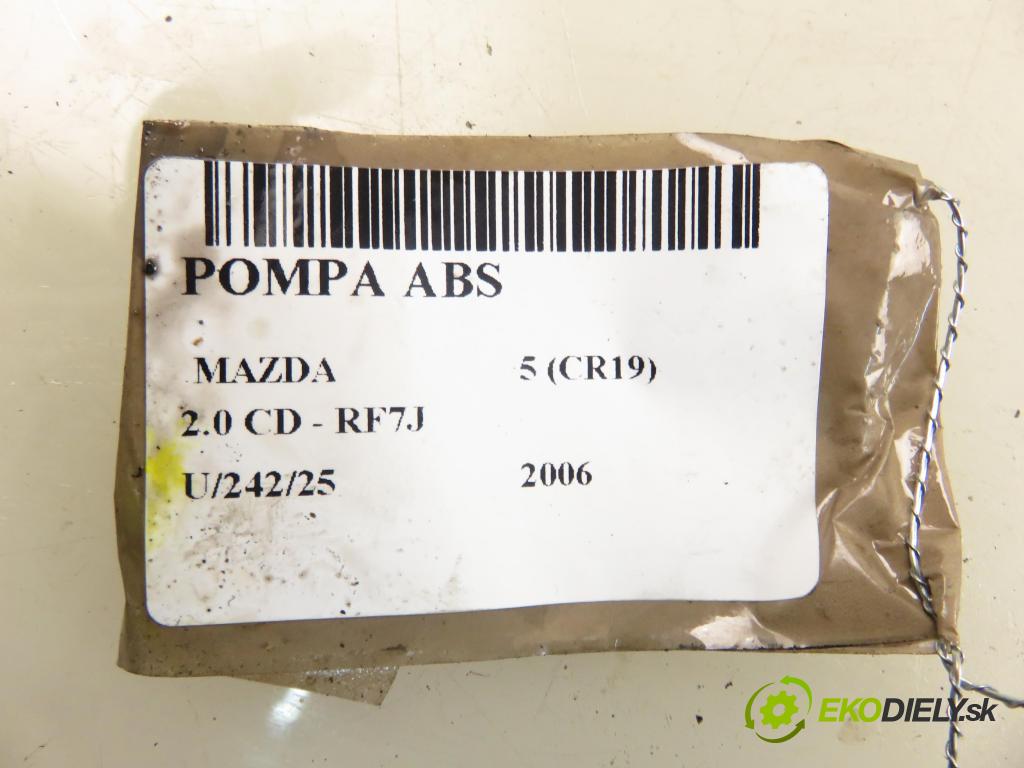 POMPA ABS
MAZDA 5 (CR19)
2.0 CD - RF7J
U/242/25 2006
EKODIELY.sk